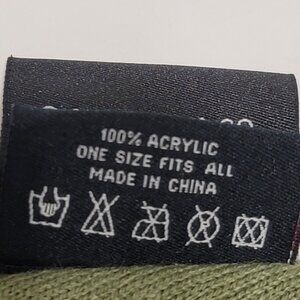 100% ACRYLIC
ONE SIZE FITS ALL
MADE IN CHINA